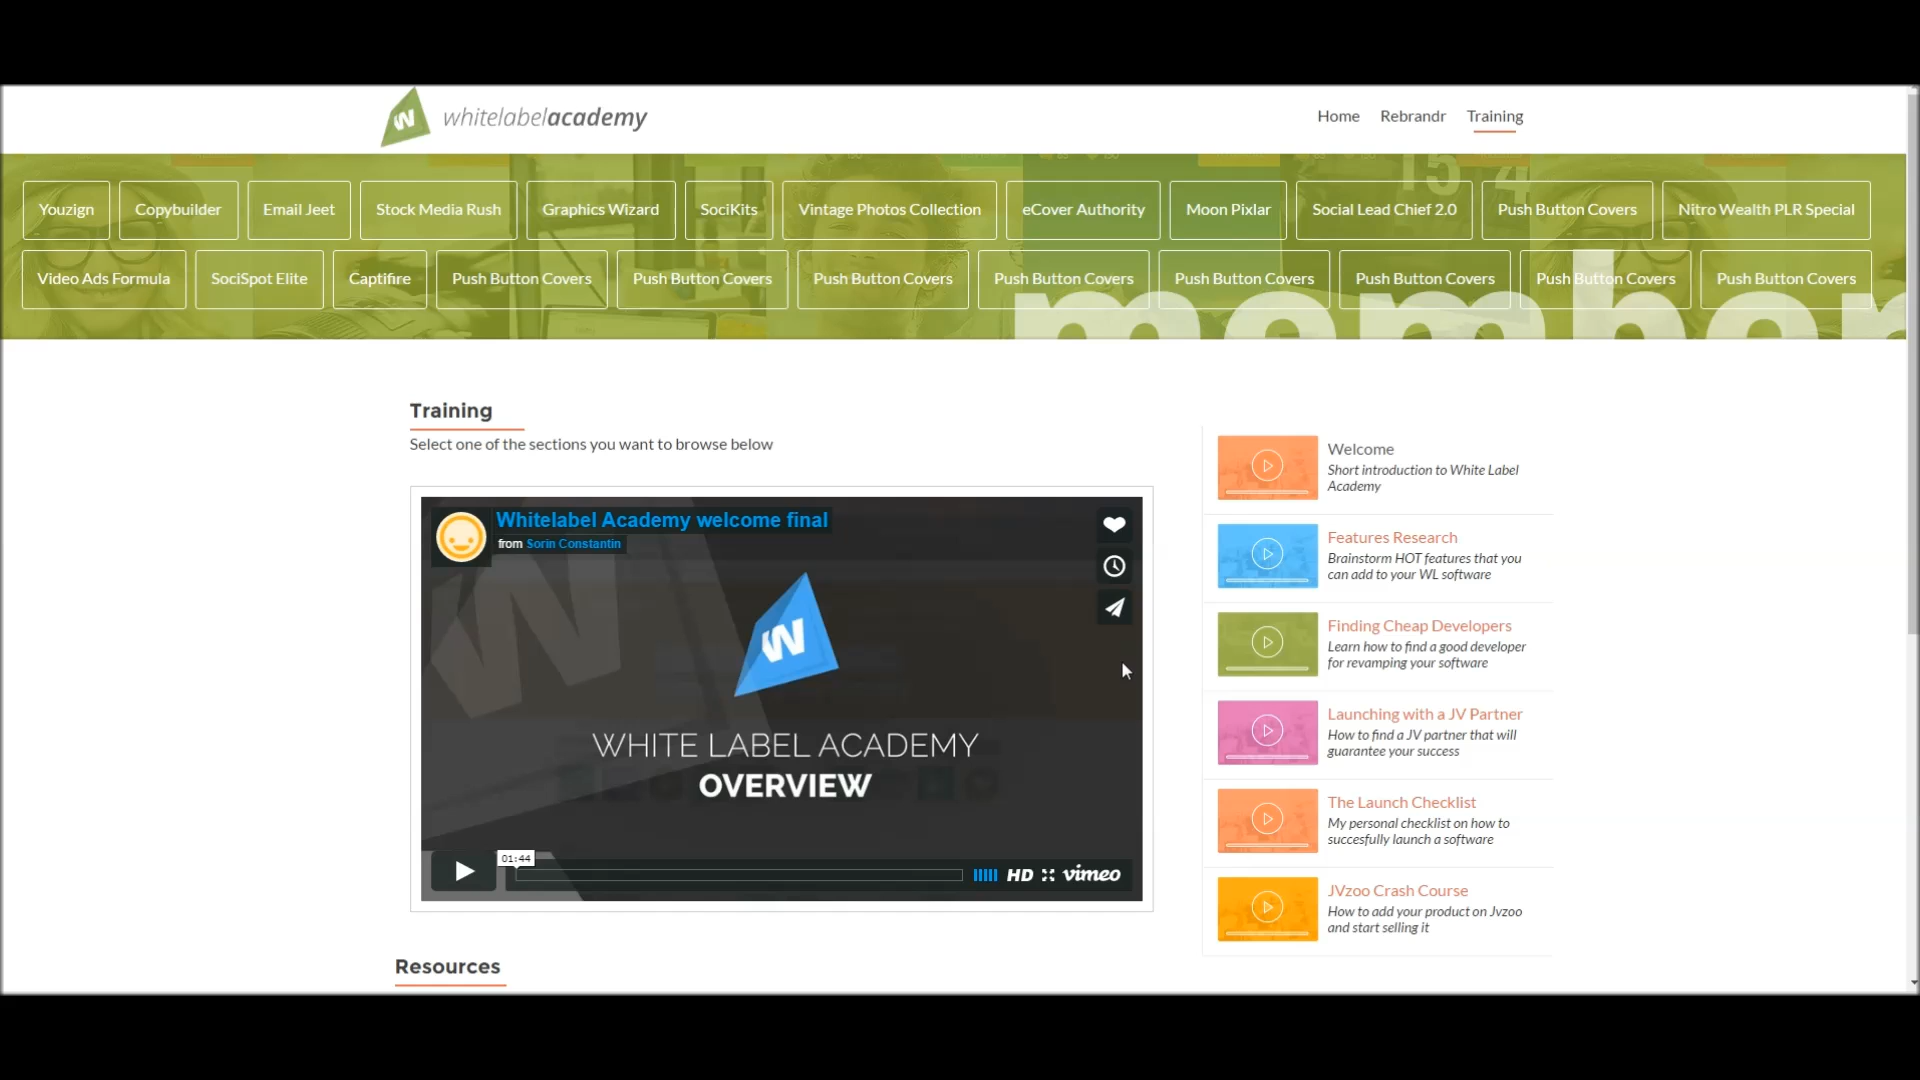 whitelabelacademy
Home Rebrandr Training
Youzign Copybuilder Email Jeet Stock Media Rush Graphics Wizard SociKits Vintage Photos Collection eCover Authority Moon Pixlar Social Lead Chief 2.0 Push Button Covers Nitro Wealth PLR Special
Video Ads Formula SociSpot Elite Captifire Push Button Covers Push Button Covers Push Button Covers Push Button Covers Push Button Covers Push Button Covers Push Button Covers Push Button Covers
member
Training
Select one of the sections you want to browse below
Whitelabel Academy welcome final
from Sorin Constantin
W
WHITE LABEL ACADEMY
OVERVIEW
01:44
HD vimeo
Welcome
Short introduction to White Label
Academy
Features Research
Brainstorm HOT features that you
can add to your WL software
Finding Cheap Developers
Learn how to find a good developer
for revamping your software
Launching with a JV Partner
How to find a JV partner that will
guarantee your success
The Launch Checklist
My personal checklist on how to
succesfully launch a software
JVzoo Crash Course
How to add your product on Jvzoo
and start selling it
Resources